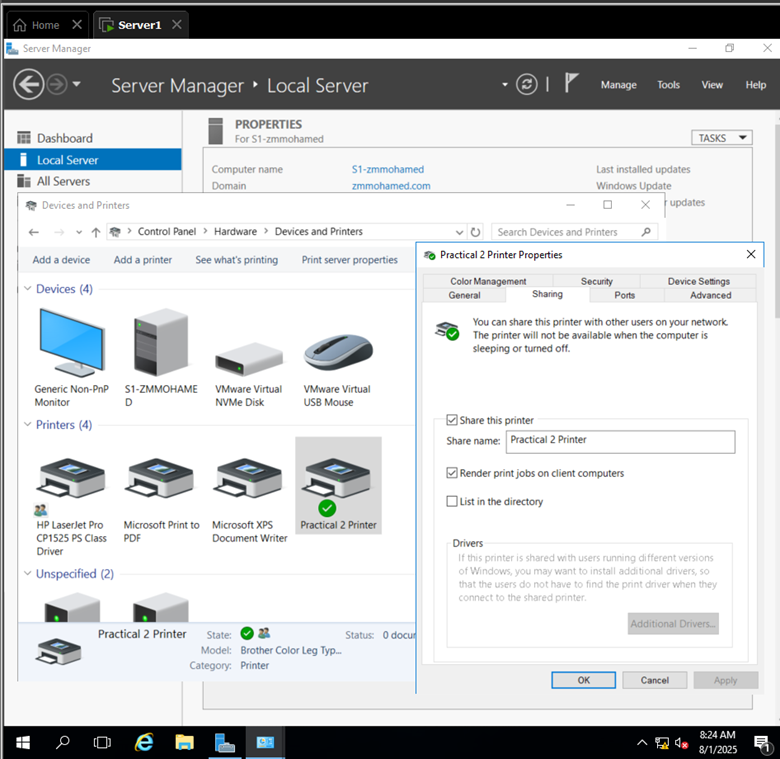 Home
Server1
Server Manager
Server Manager ‣ Local Server
Manage Tools View Help
Dashboard
Local Server
All Servers
PROPERTIES
For S1-zmmohamed
TASKS
Computer name S1-zmmohamed Last installed updates
Domain zmmohamed.com Windows Update
updates
Devices and Printers
Control Panel > Hardware > Devices and Printers
Search Devices and Printers
Add a device Add a printer See what's printing Print server properties
Devices (4)
Generic Non-PnP
Monitor
S1-ZMMOHAME
D
VMware Virtual
NVMe Disk
VMware Virtual
USB Mouse
Printers (4)
HP LaserJet Pro
CP1525 PS Class
Driver
Microsoft Print to
PDF
Microsoft XPS
Document Writer
Practical 2 Printer
Unspecified (2)
Practical 2 Printer State: Status: 0 docu
Model: Brother Color Leg Typ...
Category: Printer
Practical 2 Printer Properties
Color Management Security Device Settings
General Sharing Ports Advanced
You can share this printer with other users on your network.
The printer will not be available when the computer is
sleeping or turned off.
Share this printer
Share name: Practical 2 Printer
Render print jobs on client computers
List in the directory
Drivers
If this printer is shared with users running different versions
of Windows, you may want to install additional drivers, so
that the users do not have to find the print driver when they
connect to the shared printer.
Additional Drivers...
OK Cancel Apply
8:24 AM
8/1/2025
1